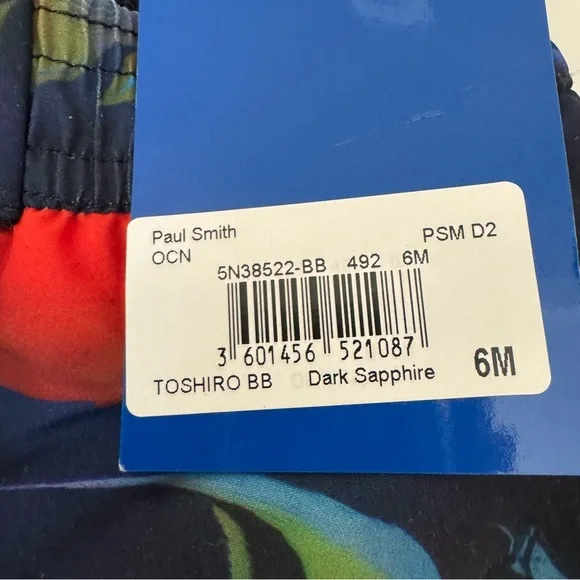 Paul Smith PSM D2
OCN
5N38522-BB 492 6M
3 601456 521087
TOSHIRO BB Dark Sapphire 6M